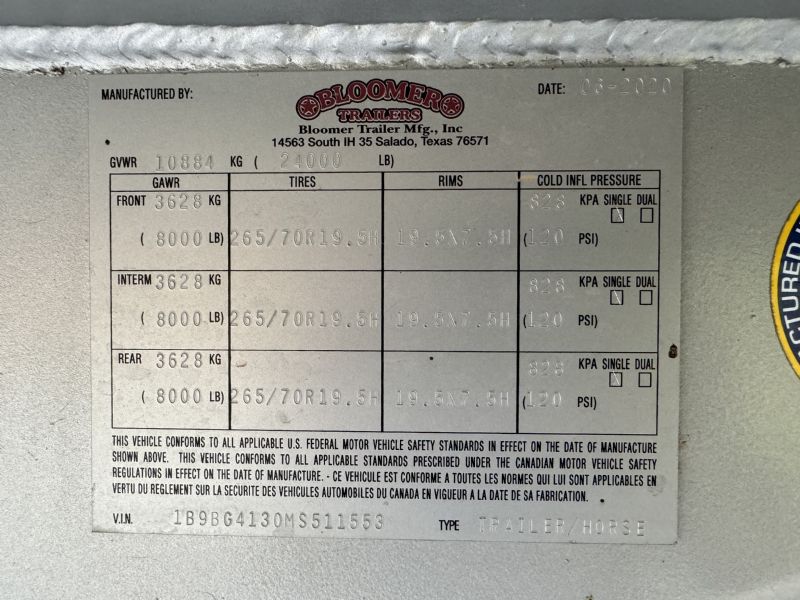 MANUFACTURED BY:
BLOOMER
TRAILERS
DATE: 06-2020
Bloomer Trailer Mfg., Inc
14563 South IH 35 Salado, Texas 76571
GVWR 10884 KG ( 24000 LB)
GAWR TIRES RIMS COLD INFL PRESSURE
FRONT 3628 KG 828 KPA SINGLE DUAL
( 8000 LB) 265/70R19.5H 19.5X7.5H (120 PSI)
INTERM 3628 KG 828 KPA SINGLE DUAL
( 8000 LB) 265/70R19.5H 19.5X7.5H (120 PSI)
REAR 3628 KG 828 KPA SINGLE DUAL
( 8000 LB) 265/70R19.5H 19.5X7.5H (120 PSI)
THIS VEHICLE CONFORMS TO ALL APPLICABLE U.S. FEDERAL MOTOR VEHICLE SAFETY STANDARDS IN EFFECT ON THE DATE OF MANUFACTURE
SHOWN ABOVE. THIS VEHICLE CONFORMS TO ALL APPLICABLE STANDARDS PRESCRIBED UNDER THE CANADIAN MOTOR VEHICLE SAFETY
REGULATIONS IN EFFECT ON THE DATE OF MANUFACTURE. - CE VEHICULE EST CONFORME A TOUTES LES NORMES QUI LUI SONT APPLICABLES EN
VERTU DU REGLEMENT SUR LA SECURITE DES VEHICULES AUTOMOBILES DU CANADA EN VIGUEUR A LA DATE DE SA FABRICATION.
V.I.N. 1B9BG4130MS511553 TYPE TRAILER/HORSE